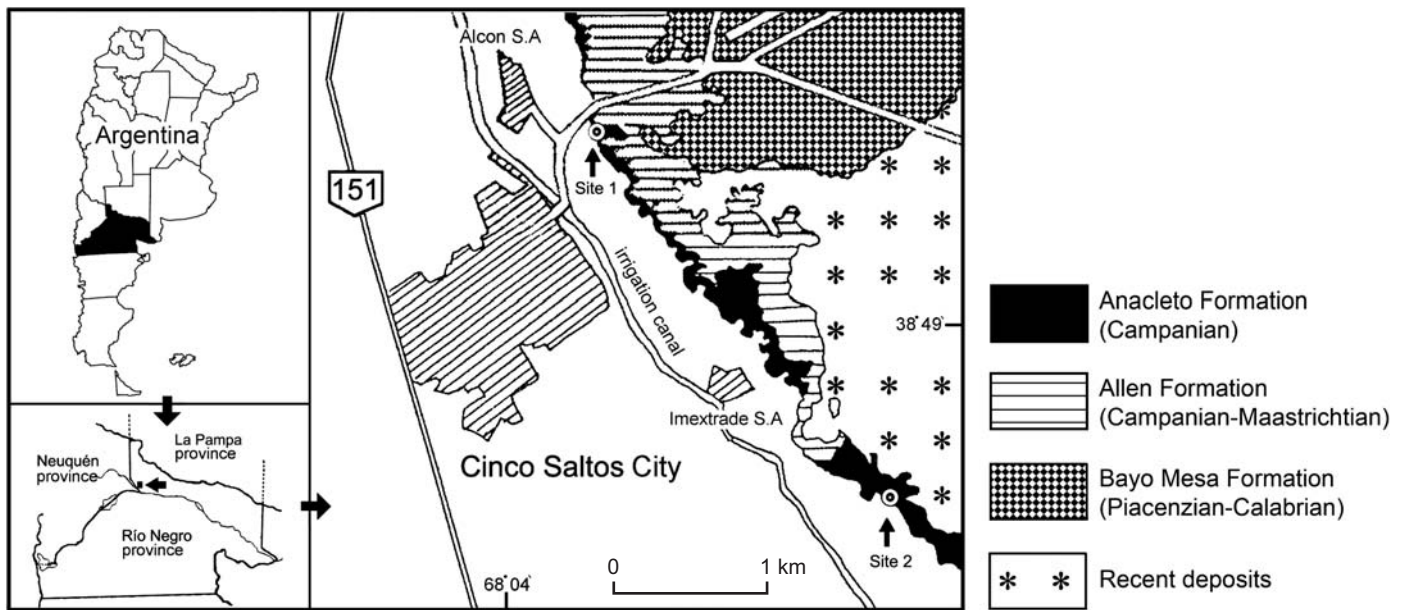 Argentina
La Pampa
province
Neuquén
province
Río Negro
province
Alcon S.A
151
Site 1
irrigation canal
38° 49'
Imextrade S.A
Cinco Saltos City
Site 2
68° 04'
0 1 km
Anacleto Formation
(Campanian)
Allen Formation
(Campanian-Maastrichtian)
Bayo Mesa Formation
(Piacenzian-Calabrian)
Recent deposits